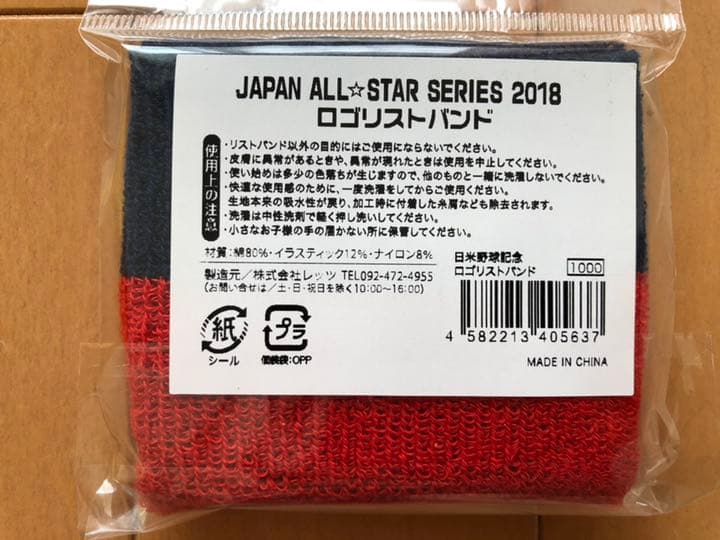 JAPAN ALL☆STAR SERIES 2018
ロゴリストバンド
使用上の注意
・リストバンド以外の目的にはご使用にならないでください。
・皮膚に異常があるときや、異常が現れたときは使用を中止してください。
・使い始めは多少の色落ちが生じますので、他のものと一緒に洗濯しないでください。
・快適な使用感のために、一度洗濯をしてからご使用ください。
生地本来の吸水性が戻り、加工時に付着した糸屑なども除去されます。
・洗濯は中性洗剤で軽く押し洗いしてください。
・小さなお子様の手の届かない所に保管してください。
材質:綿80%・イラスティック12%・ナイロン8%
製造元/株式会社レッツ TEL092-472-4955
(お問い合せは/土・日・祝日を除く10:00~16:00)
紙
シール
プラ
個装袋:OPP
日米野球記念
ロゴリストバンド
1000
4 582213 405637
MADE IN CHINA